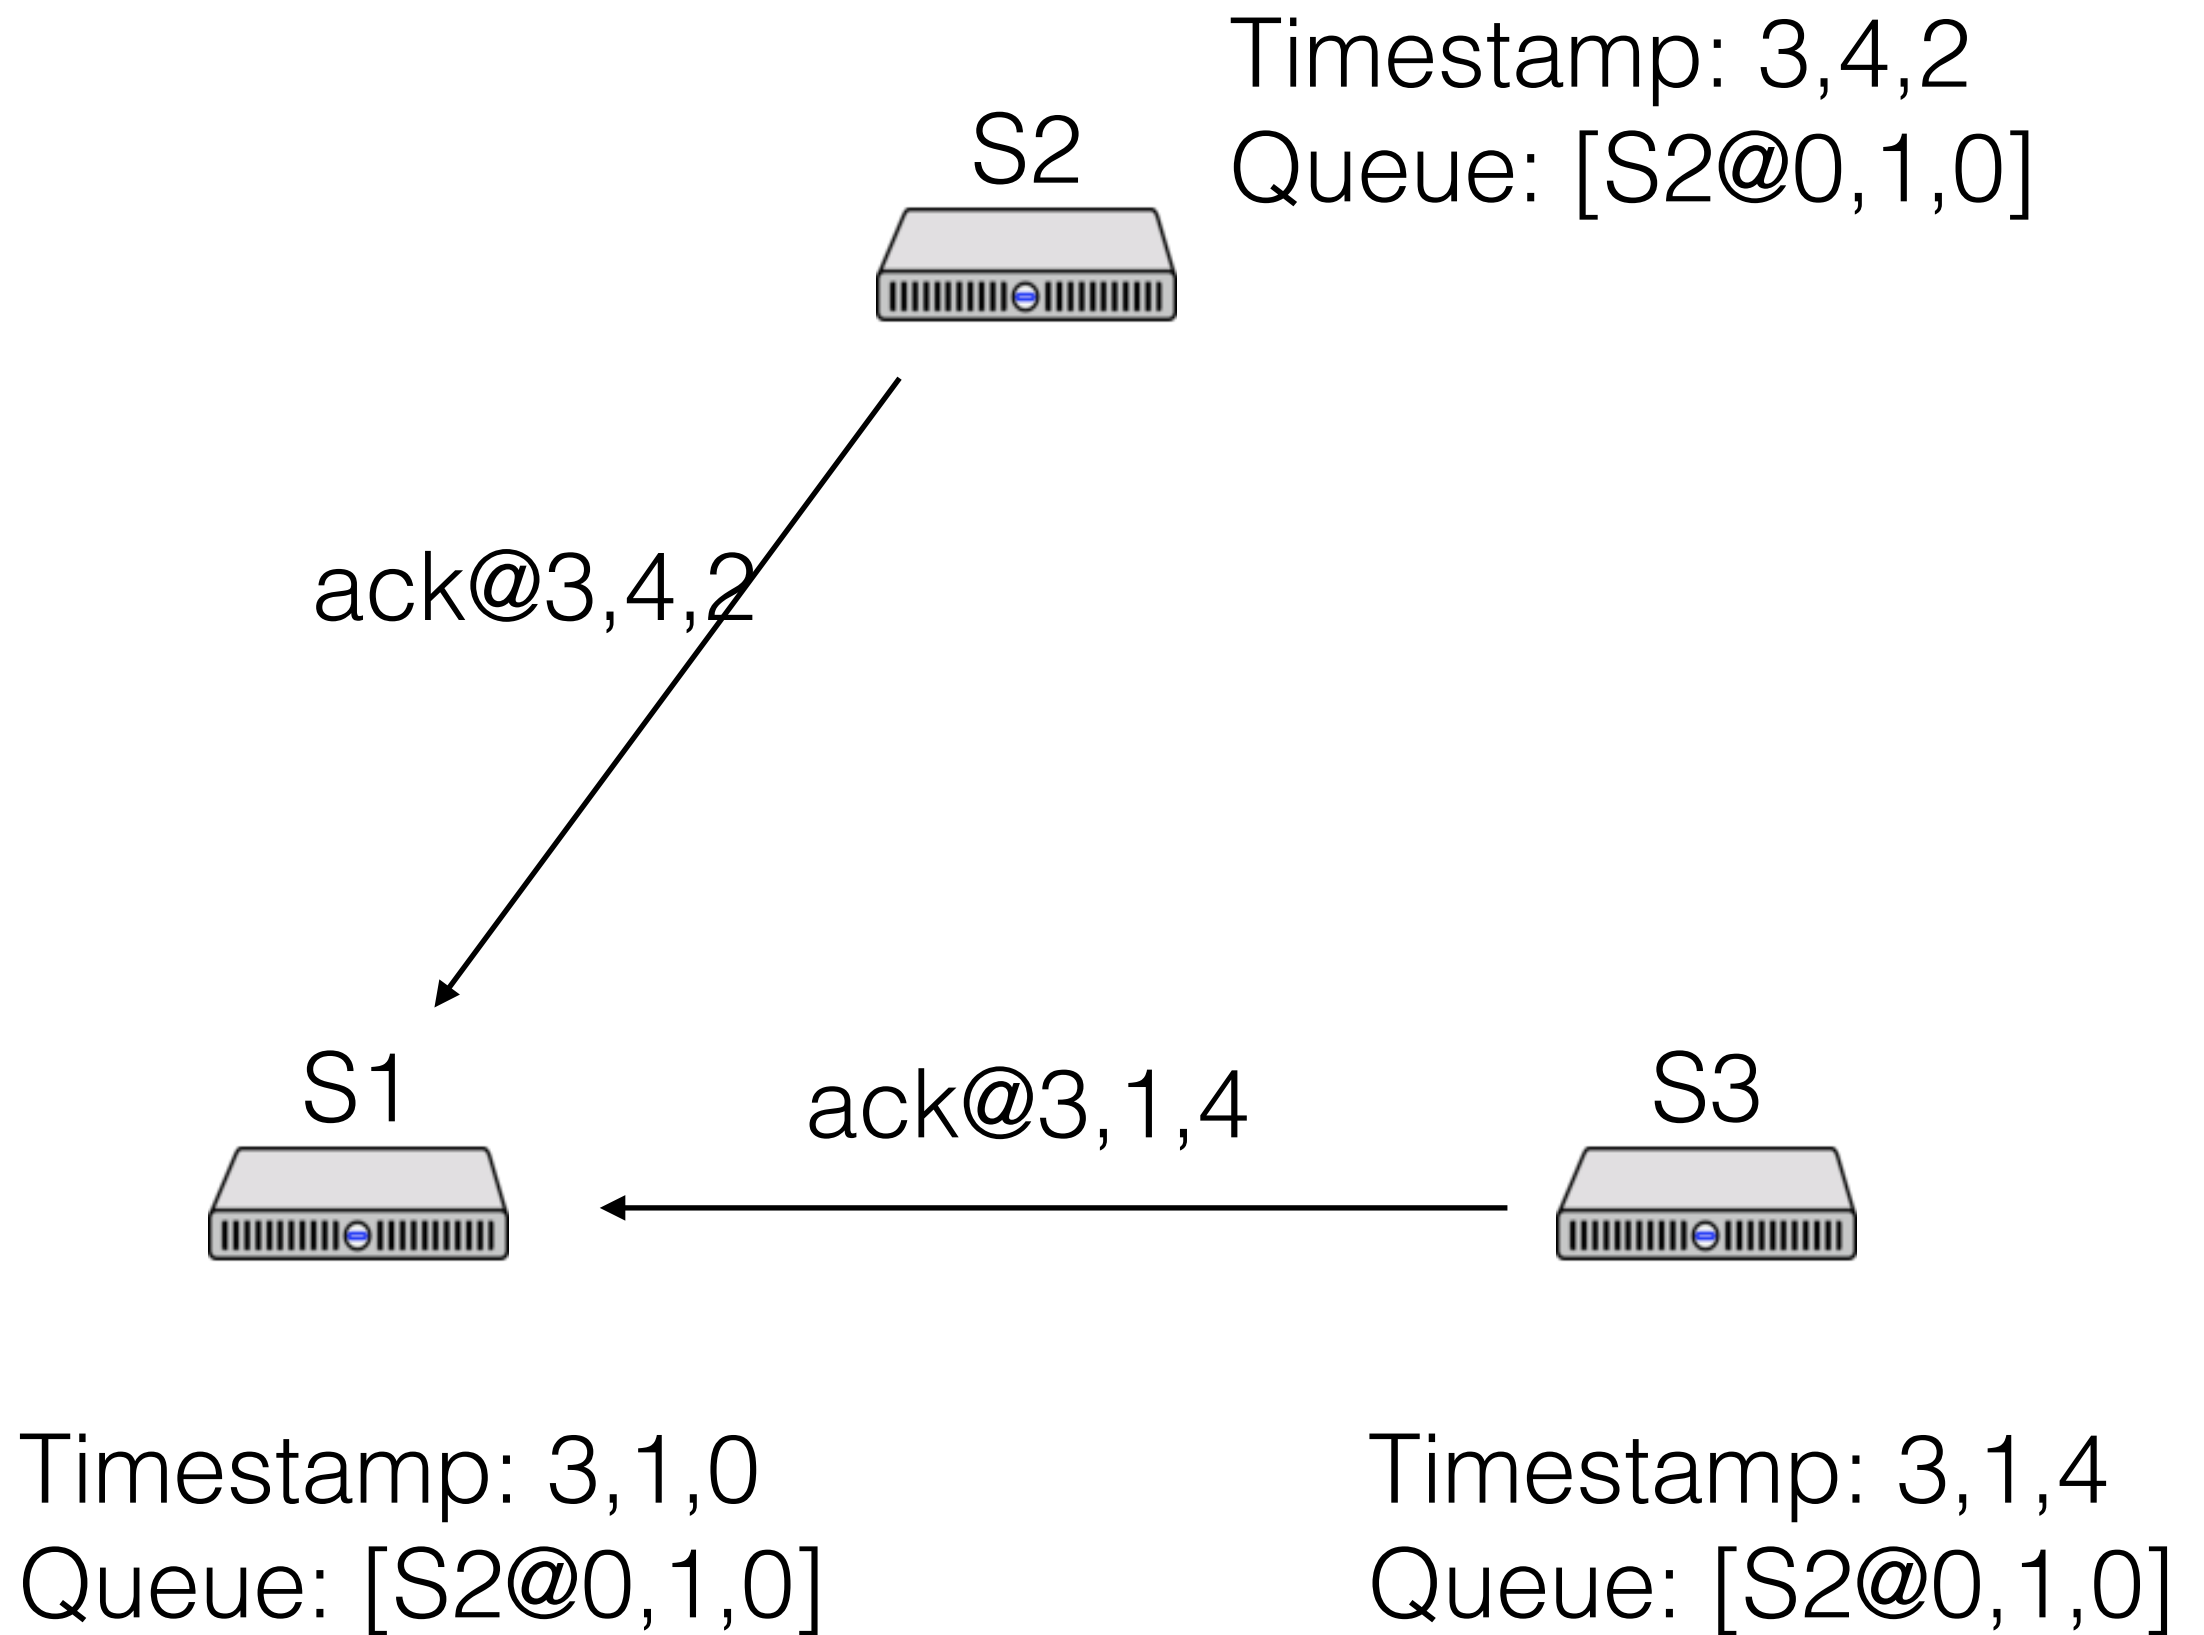 Timestamp: 3,4,2
Queue: [S2@0,1,0]
S2
ack@3,4,2
S1
ack@3,1,4
S3
Timestamp: 3,1,0
Queue: [S2@0,1,0]
Timestamp: 3,1,4
Queue: [S2@0,1,0]